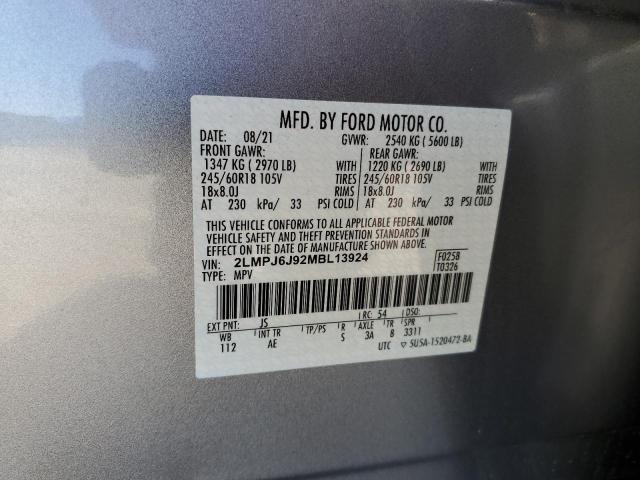 MFD. BY FORD MOTOR CO.
DATE: 08/21 GVWR: 2540 KG ( 5600 LB)
FRONT GAWR: REAR GAWR:
1347 KG ( 2970 LB) WITH 1220 KG ( 2690 LB) WITH
245/60R18 105V TIRES 245/60R18 105V TIRES
18x8.0J RIMS 18x8.0J RIMS
AT 230 kPa/ 33 PSI COLD AT 230 kPa/ 33 PSI COLD
THIS VEHICLE CONFORMS TO ALL APPLICABLE FEDERAL MOTOR
VEHICLE SAFETY AND THEFT PREVENTION STANDARDS IN
EFFECT ON THE DATE OF MANUFACTURE SHOWN ABOVE.
VIN: 2LMPJ6J92MBL13924 F0258
TYPE: MPV T0326
EXT PNT: JS RC: 54 DSO:
WB INT TR TP/PS R AXLE TR SPR
112 AE S 3A 8 3311
UTC ▽ 5U5A-1520472-BA